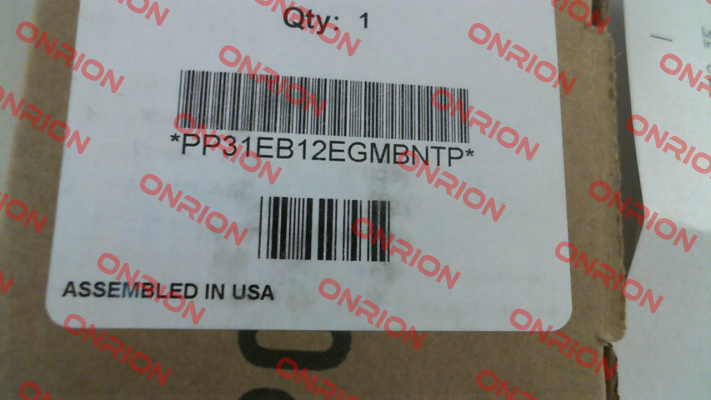 Qty: 1
*PP31EB12EGMBNTP*
ASSEMBLED IN USA
ONRION